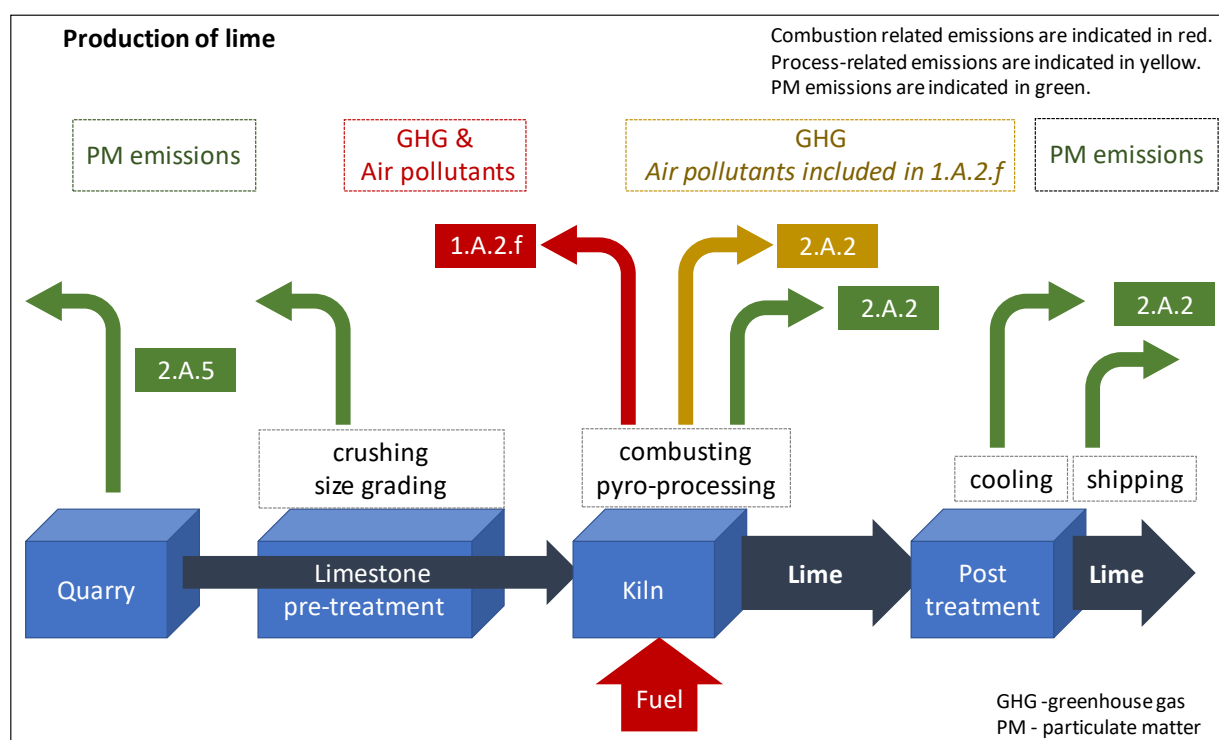 Production of lime
Combustion related emissions are indicated in red.
Process-related emissions are indicated in yellow.
PM emissions are indicated in green.
PM emissions
GHG &
Air pollutants
GHG
Air pollutants included in 1.A.2.f
PM emissions
1.A.2.f
2.A.2
2.A.2
2.A.2
2.A.5
crushing
size grading
combusting
pyro-processing
cooling
shipping
Quarry
Limestone
pre-treatment
Kiln
Lime
Post
treatment
Lime
Fuel
GHG -greenhouse gas
PM - particulate matter